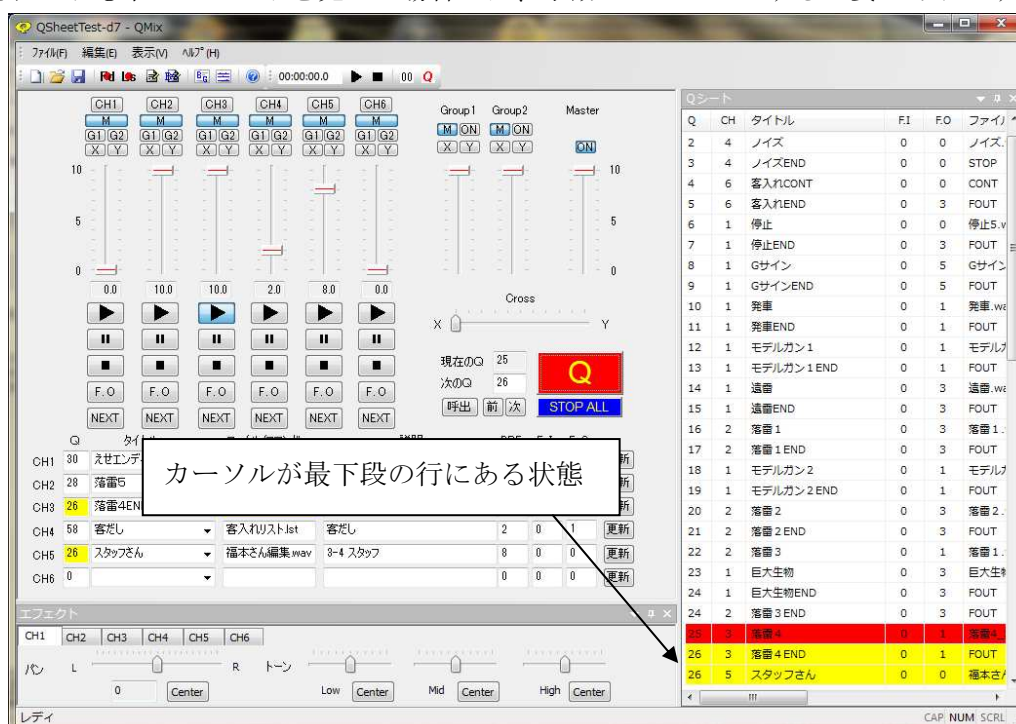 QSheetTest-d7 - QMix
ファイル(F) 編集(E) 表示(V) ヘルプ(H)
00:00:00.0 00 Q
CH1 CH2 CH3 CH4 CH5 CH6 Group1 Group2 Master
M M M M M M M ON M ON ON
G1 G2 G1 G2 G1 G2 G1 G2 G1 G2 G1 G2
X Y X Y X Y X Y X Y X Y X Y X Y
10 10
5 5
0 0
0.0 10.0 10.0 2.0 8.0 0.0
Cross
X Y
F.O F.O F.O F.O F.O F.O
NEXT NEXT NEXT NEXT NEXT NEXT
現在のQ 25
次のQ 26
呼出 前 次
Q
STOP ALL
カーソルが最下段の行にある状態
CH1 30
CH2 28 落雷5
CH3 26
CH4 58 客だし 客入れリスト.lst 客だし 2 0 1 更新
CH5 26 スタッフさん 福本さん編集.wav 3-4 スタッフ 8 0 0 更新
CH6 0 0 0 0 更新
エフェクト
CH1 CH2 CH3 CH4 CH5 CH6
パン L R トーン
0 Center Low Center Mid Center High Center
レディ
CAP NUM SCRL
Qシート
Q CH タイトル F.I F.O ファイル
2 4 ノイズ 0 0 ノイズ.
3 4 ノイズEND 0 0 STOP
4 6 客入れCONT 0 0 CONT
5 6 客入れEND 0 3 FOUT
6 1 停止 0 0 停止5.w
7 1 停止END 0 3 FOUT
8 1 Gサイン 0 5 Gサイン
9 1 GサインEND 0 5 FOUT
10 1 発車 0 1 発車.wa
11 1 発車END 0 1 FOUT
12 1 モデルガン1 0 1 モデルガ
13 1 モデルガン1END 0 1 FOUT
14 1 遠雷 0 3 遠雷.wa
15 1 遠雷END 0 3 FOUT
16 2 落雷1 0 3 落雷1.
17 2 落雷1END 0 3 FOUT
18 1 モデルガン2 0 1 モデルガ
19 1 モデルガン2END 0 1 FOUT
20 2 落雷2 0 3 落雷2.
21 2 落雷2END 0 3 FOUT
22 2 落雷3 0 1 落雷1.
23 1 巨大生物 0 3 巨大生物
24 1 巨大生物END 0 3 FOUT
24 2 落雷3END 0 3 FOUT
25 3 落雷4 0 1 落雷4_
26 3 落雷4END 0 1 FOUT
26 5 スタッフさん 0 0 福本さん